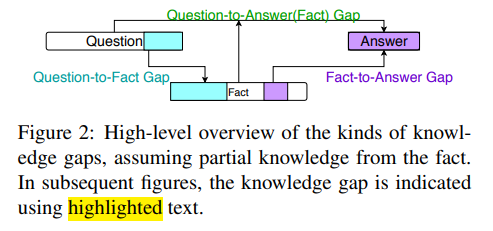 Question-to-Answer(Fact) Gap
Question
Answer
Question-to-Fact Gap
Fact
Fact-to-Answer Gap
Figure 2: High-level overview of the kinds of knowl-
edge gaps, assuming partial knowledge from the fact.
In subsequent figures, the knowledge gap is indicated
using highlighted text.